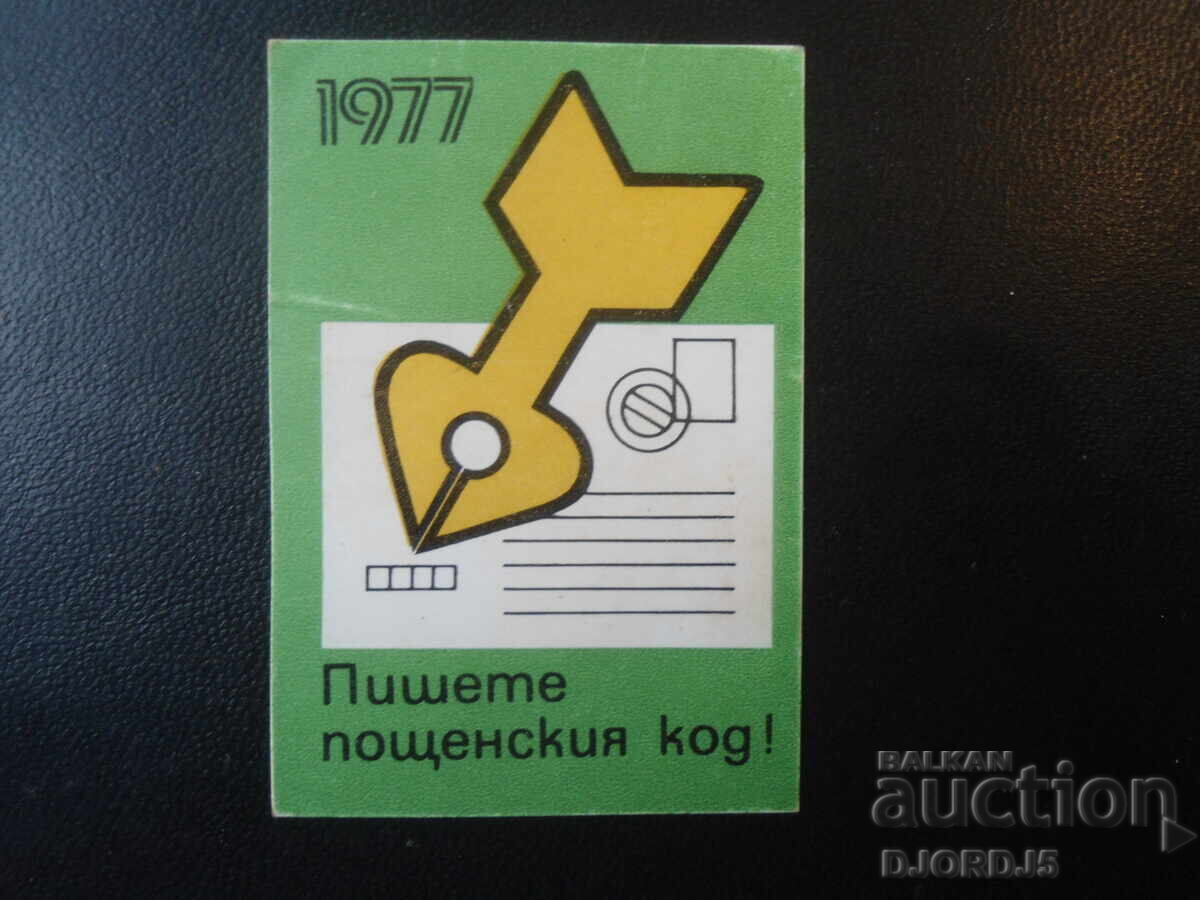 1977
Пишете
пощенския код!
BALKAN
auction
DJORDJ5